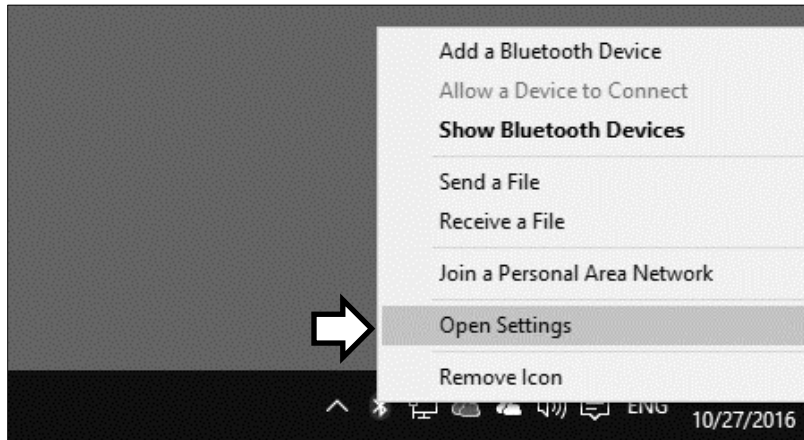 Add a Bluetooth Device
Allow a Device to Connect
Show Bluetooth Devices
Send a File
Receive a File
Join a Personal Area Network
Open Settings
Remove Icon
ENG
10/27/2016